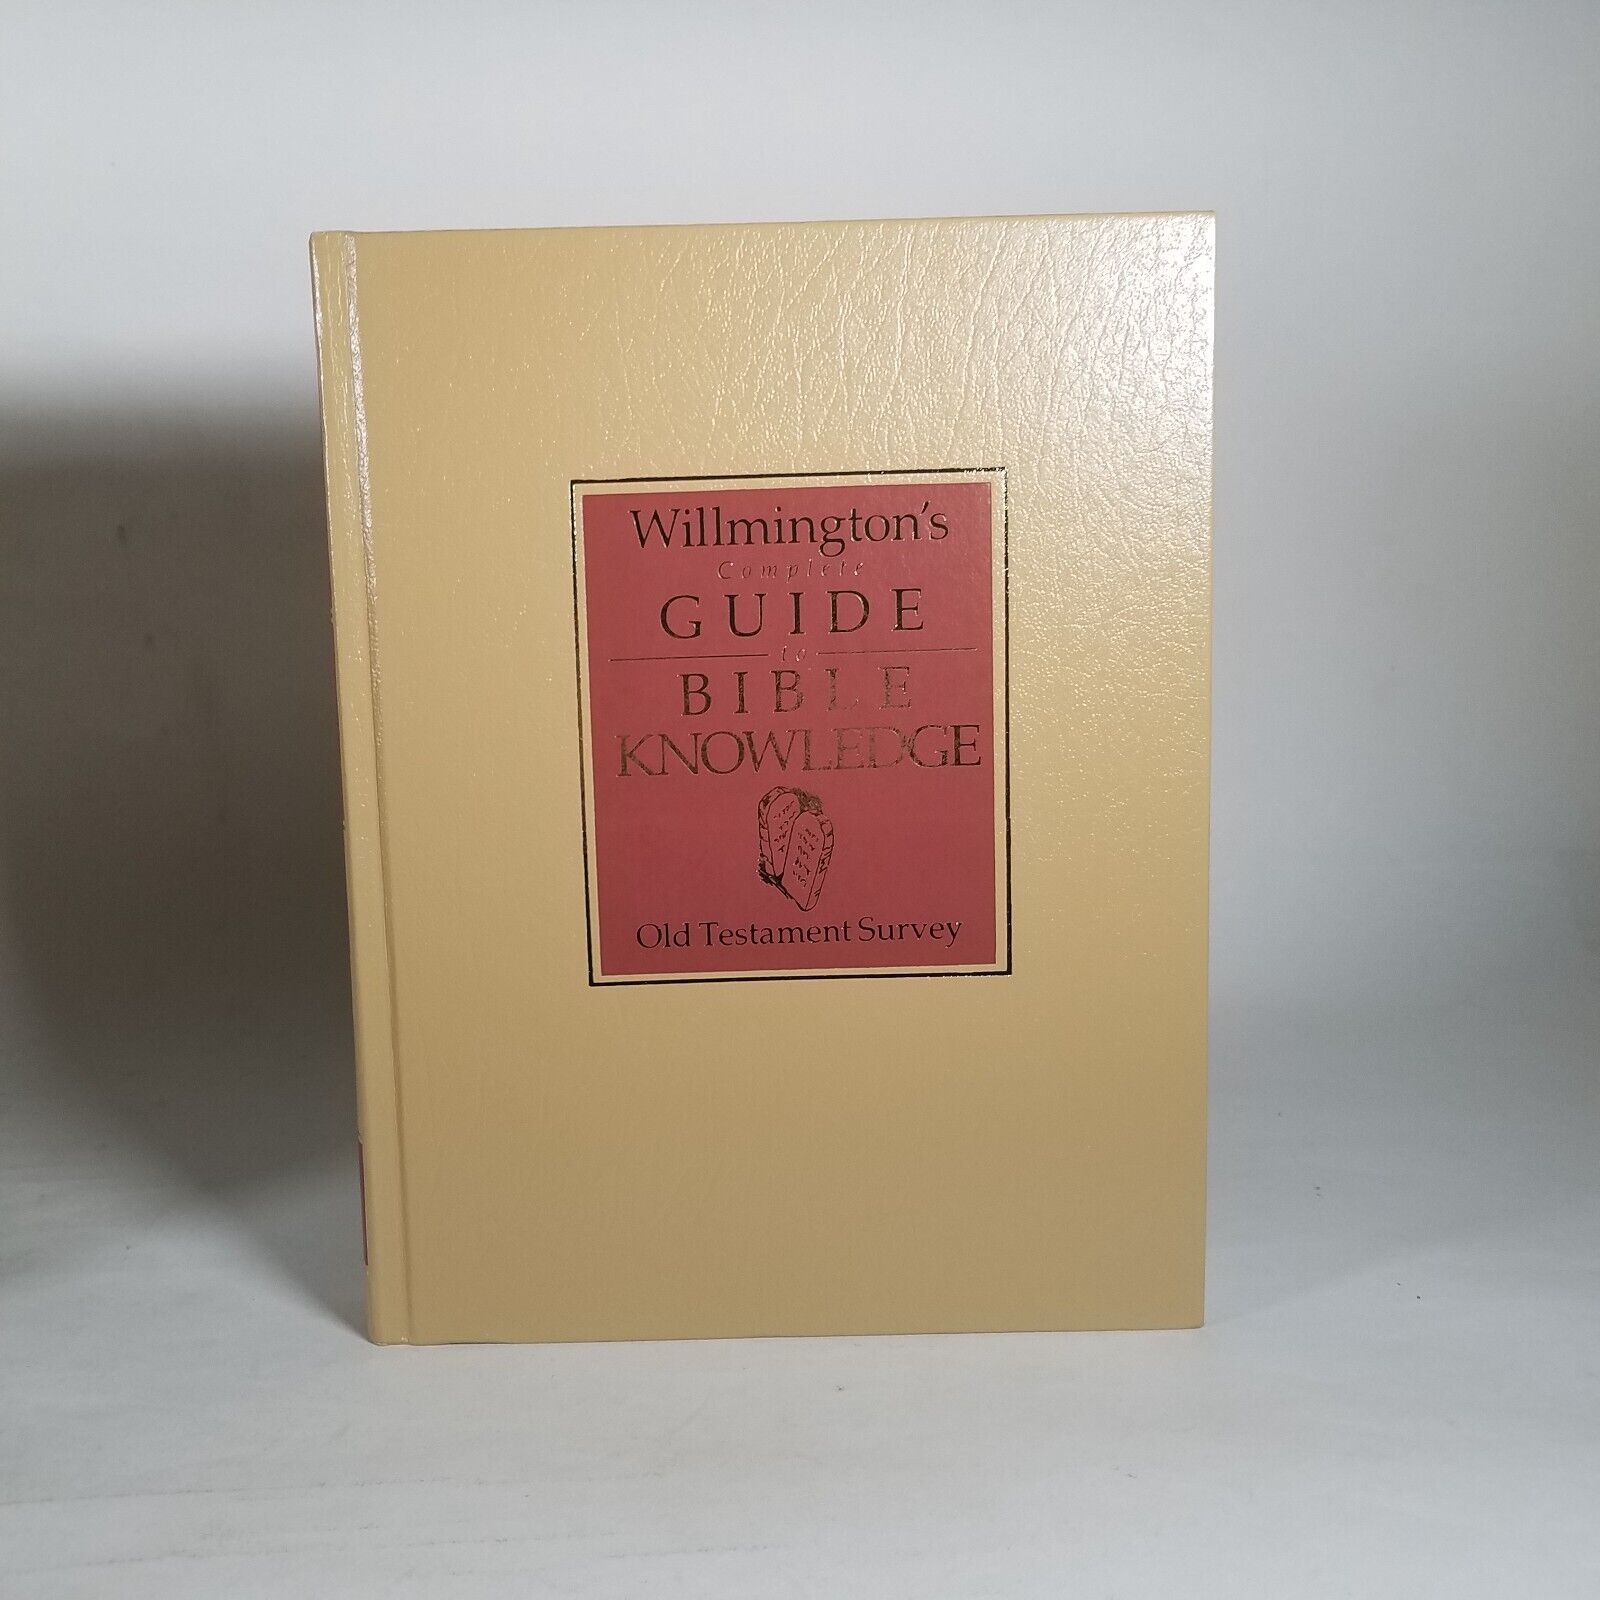 Willmington's
Complete
GUIDE
to
BIBLE
KNOWLEDGE
Old Testament Survey